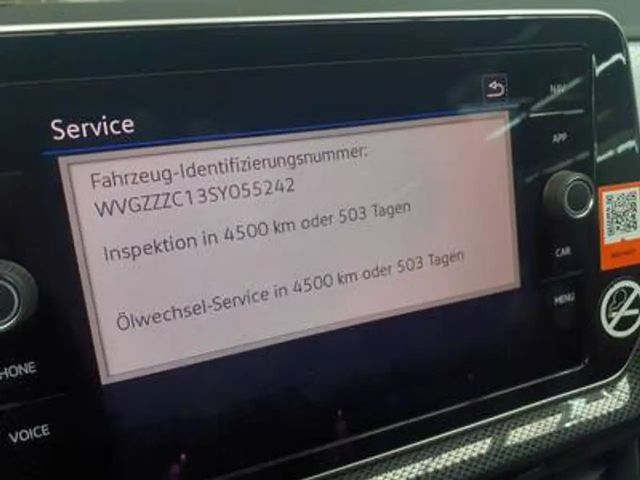 Service
Fahrzeug-Identifizierungsnummer:
WVGZZZC13SY055242
Inspektion in 4500 km oder 503 Tagen
Ölwechsel-Service in 4500 km oder 503 Tagen
NAV
APP
CAR
MENU
PHONE
VOICE